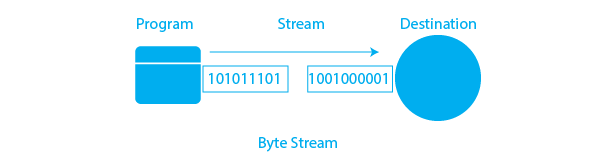 Program Stream Destination
101011101 1001000001
Byte Stream